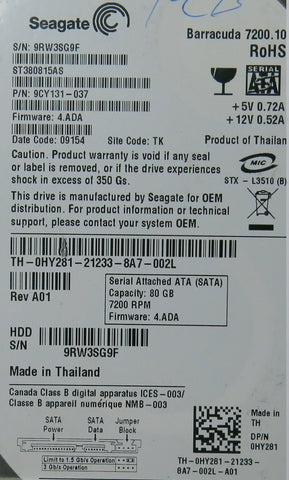 PCB
Seagate
Barracuda 7200.10
RoHS
S/N: 9RW3SG9F
ST380815AS
SERIAL
SATA
P/N: 9CY131-037
+5V 0.72A
+12V 0.52A
Firmware: 4.ADA
Date Code: 09154 Site Code: TK Product of Thailan
Caution. Product warranty is void if any seal
or label is removed, or if the drive experiences
shock in excess of 350 Gs.
MIC
STX - L3510 (B)
This drive is manufactured by Seagate for OEM
distribution. For product information or technical
support, please contact your system OEM.
TH-0HY281-21233-8A7-002L
Rev A01
Serial Attached ATA (SATA)
Capacity: 80 GB
7200 RPM
Firmware: 4.ADA
HDD
S/N
9RW3SG9F
Made in Thailand
Canada Class B digital apparatus ICES-003/
Classe B appareil numérique NMB-003
SATA Power
SATA Data
Jumper Block
Limit to 1.5 Gb/s Operation
3 Gb/s Operation
Made in
TH
DP/N
0HY281
TH-0HY281-21233-
8A7-002L-A01